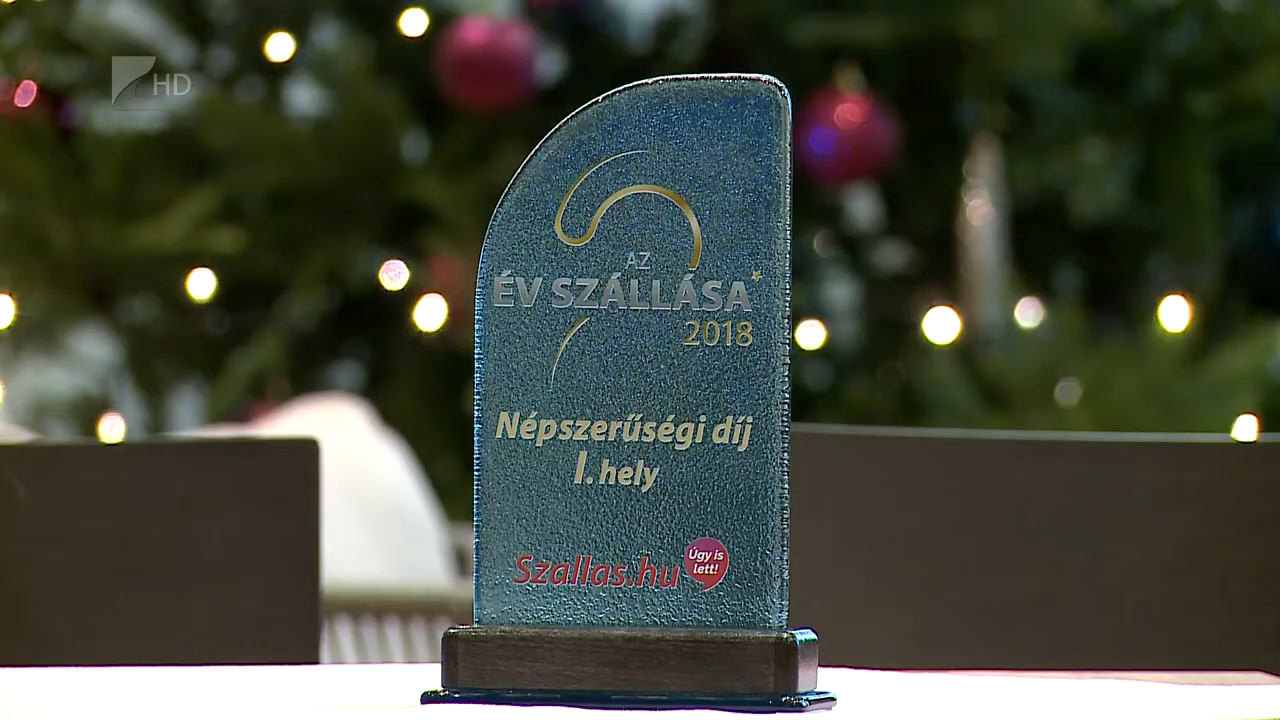 HD
AZ
ÉV SZÁLLÁSA
2018
Népszerűségi díj
I. hely
Szallas.hu
Úgy is
lett!